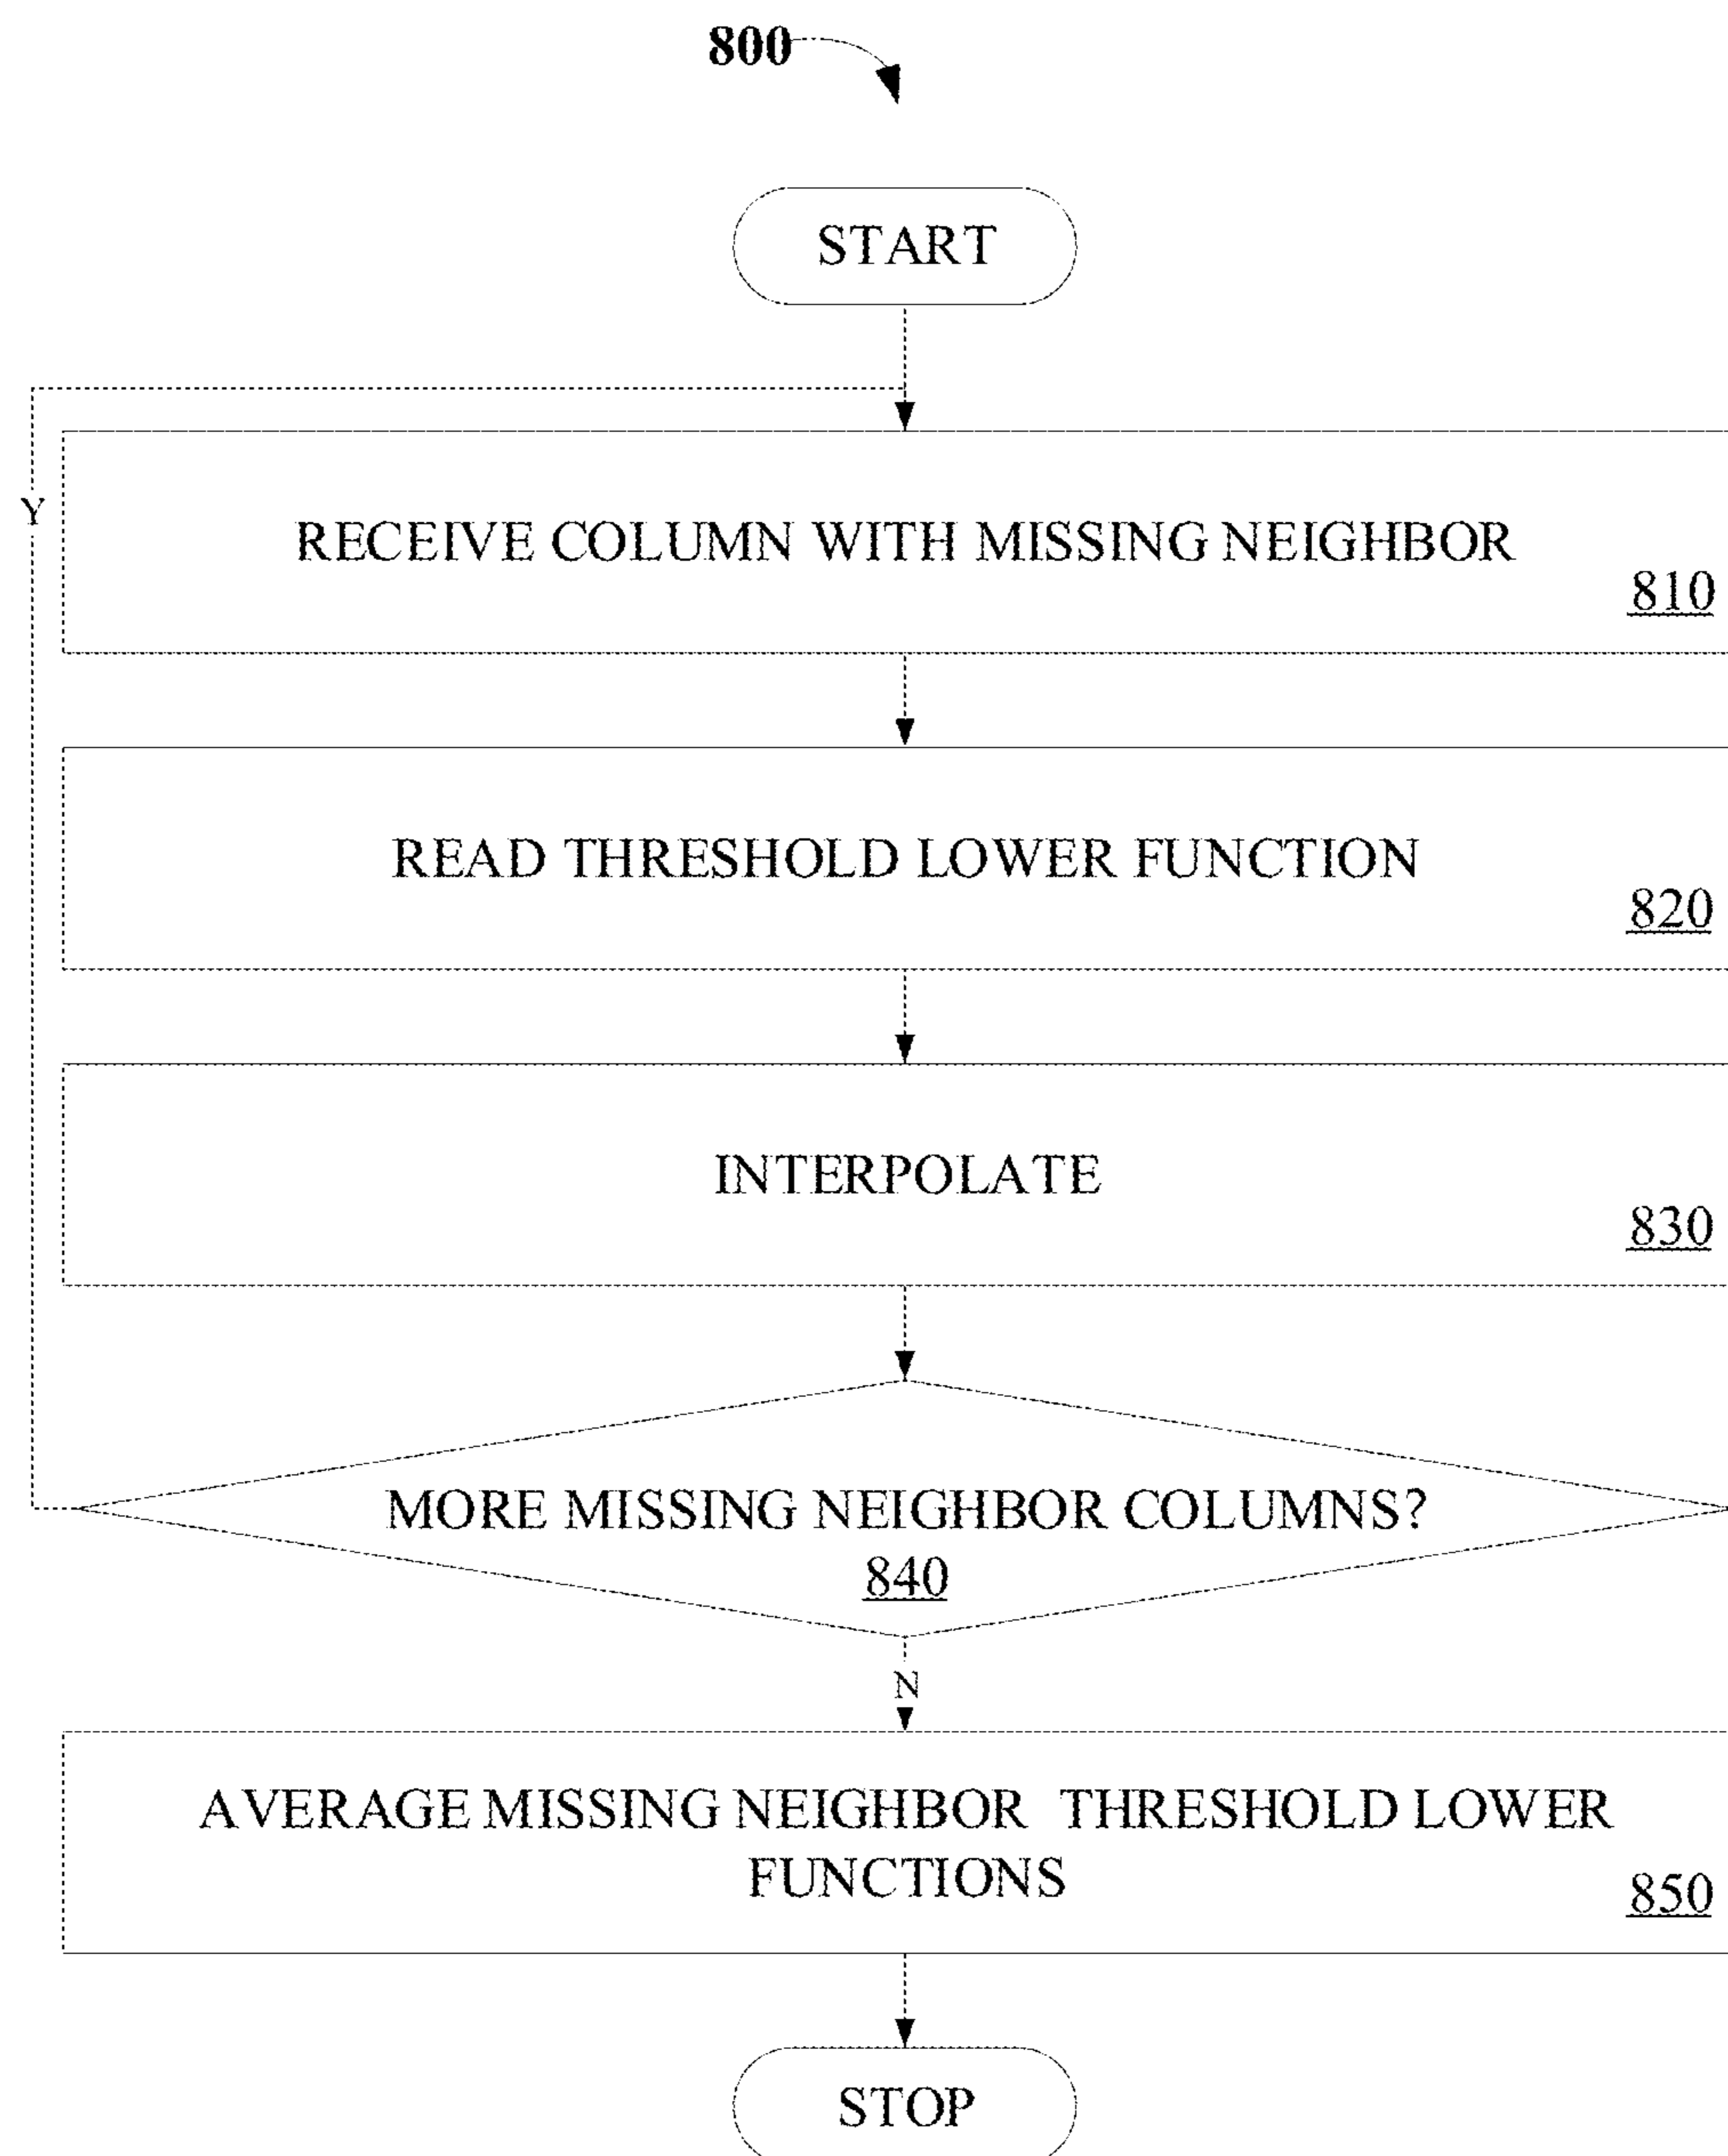 800
START
Y
RECEIVE COLUMN WITH MISSING NEIGHBOR
810
READ THRESHOLD LOWER FUNCTION
820
INTERPOLATE
830
MORE MISSING NEIGHBOR COLUMNS?
840
N
AVERAGE MISSING NEIGHBOR THRESHOLD LOWER
FUNCTIONS
850
STOP